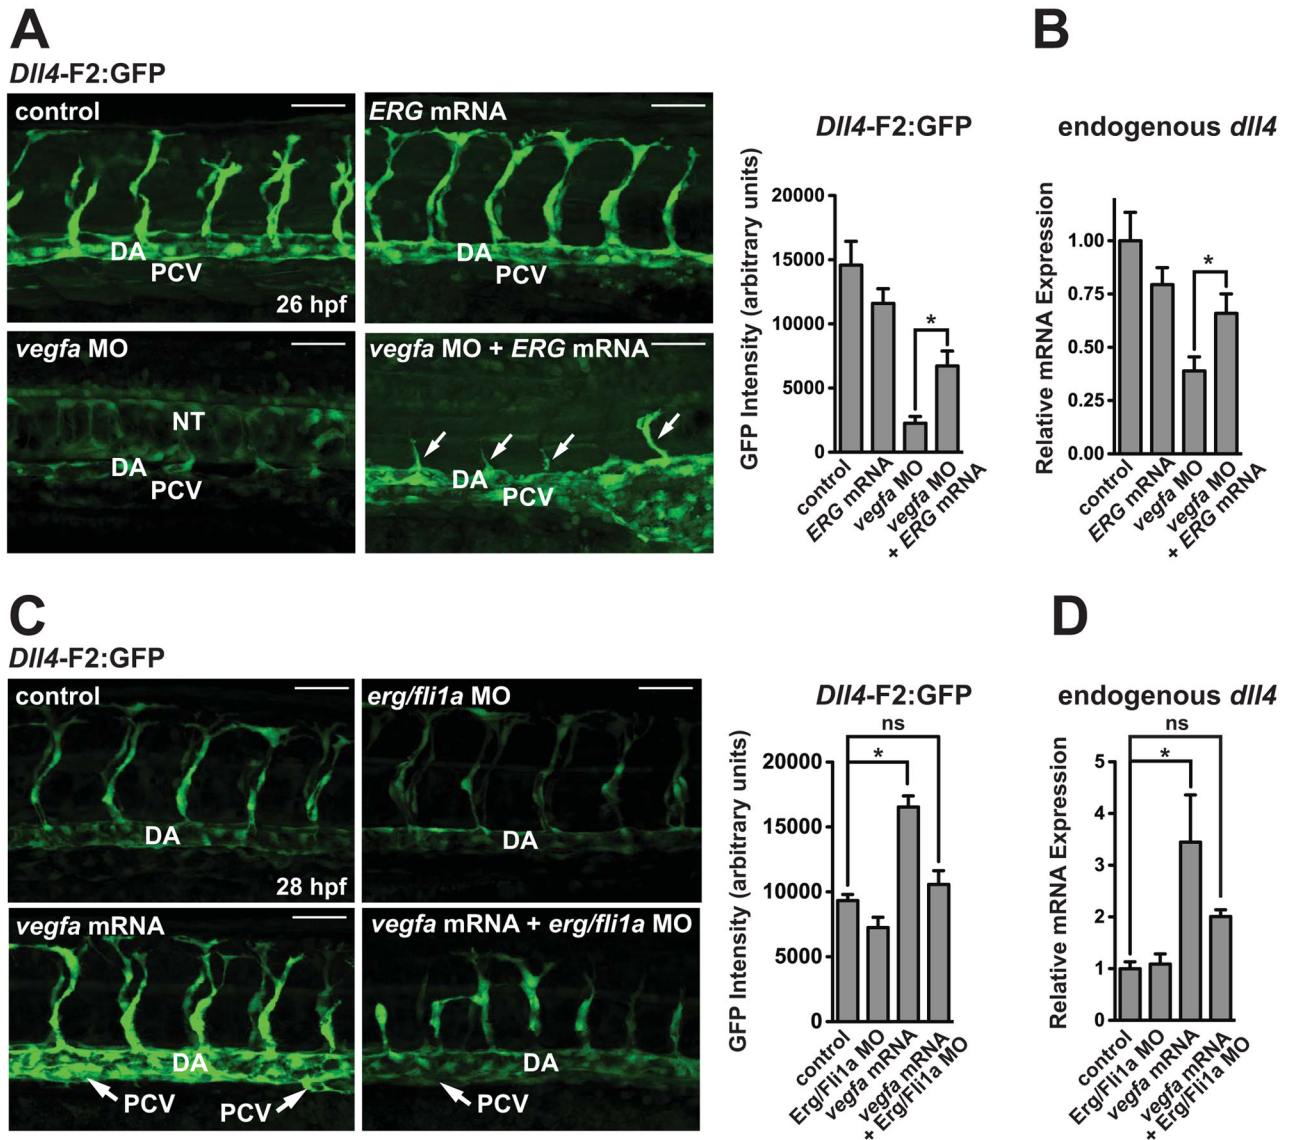 A
Dll4-F2:GFP
control
DA
PCV
26 hpf
ERG mRNA
DA
PCV
vegfa MO
NT
DA
PCV
vegfa MO + ERG mRNA
DA
PCV
Dll4-F2:GFP
GFP Intensity (arbitrary units)
20000
15000
10000
5000
0
*
control
ERG mRNA
vegfa MO
vegfa MO
+ ERG mRNA
B
endogenous dll4
Relative mRNA Expression
1.00
0.75
0.50
0.25
0.00
*
control
ERG mRNA
vegfa MO
vegfa MO
+ ERG mRNA
C
Dll4-F2:GFP
control
DA
28 hpf
erg/fli1a MO
DA
vegfa mRNA
DA
PCV
PCV
vegfa mRNA + erg/fli1a MO
DA
PCV
Dll4-F2:GFP
ns
*
GFP Intensity (arbitrary units)
20000
15000
10000
5000
0
control
Erg/Fli1a MO
vegfa mRNA
vegfa mRNA
+ Erg/Fli1a MO
D
endogenous dll4
ns
*
Relative mRNA Expression
5
4
3
2
1
0
control
Erg/Fli1a MO
vegfa mRNA
vegfa mRNA
+ Erg/Fli1a MO